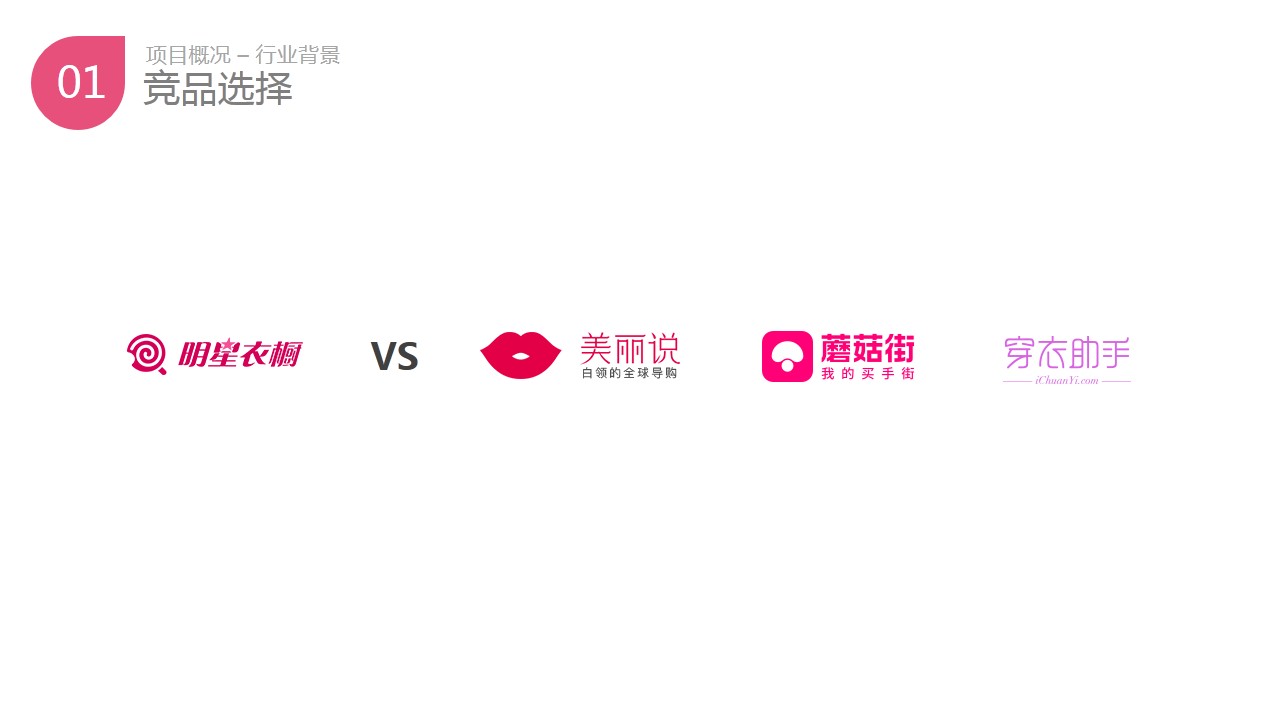 01
项目概况 – 行业背景
竞品选择
明星衣橱
VS
美丽说
白领的全球导购
蘑菇街
我的买手街
穿衣助手
iChuanYi.com